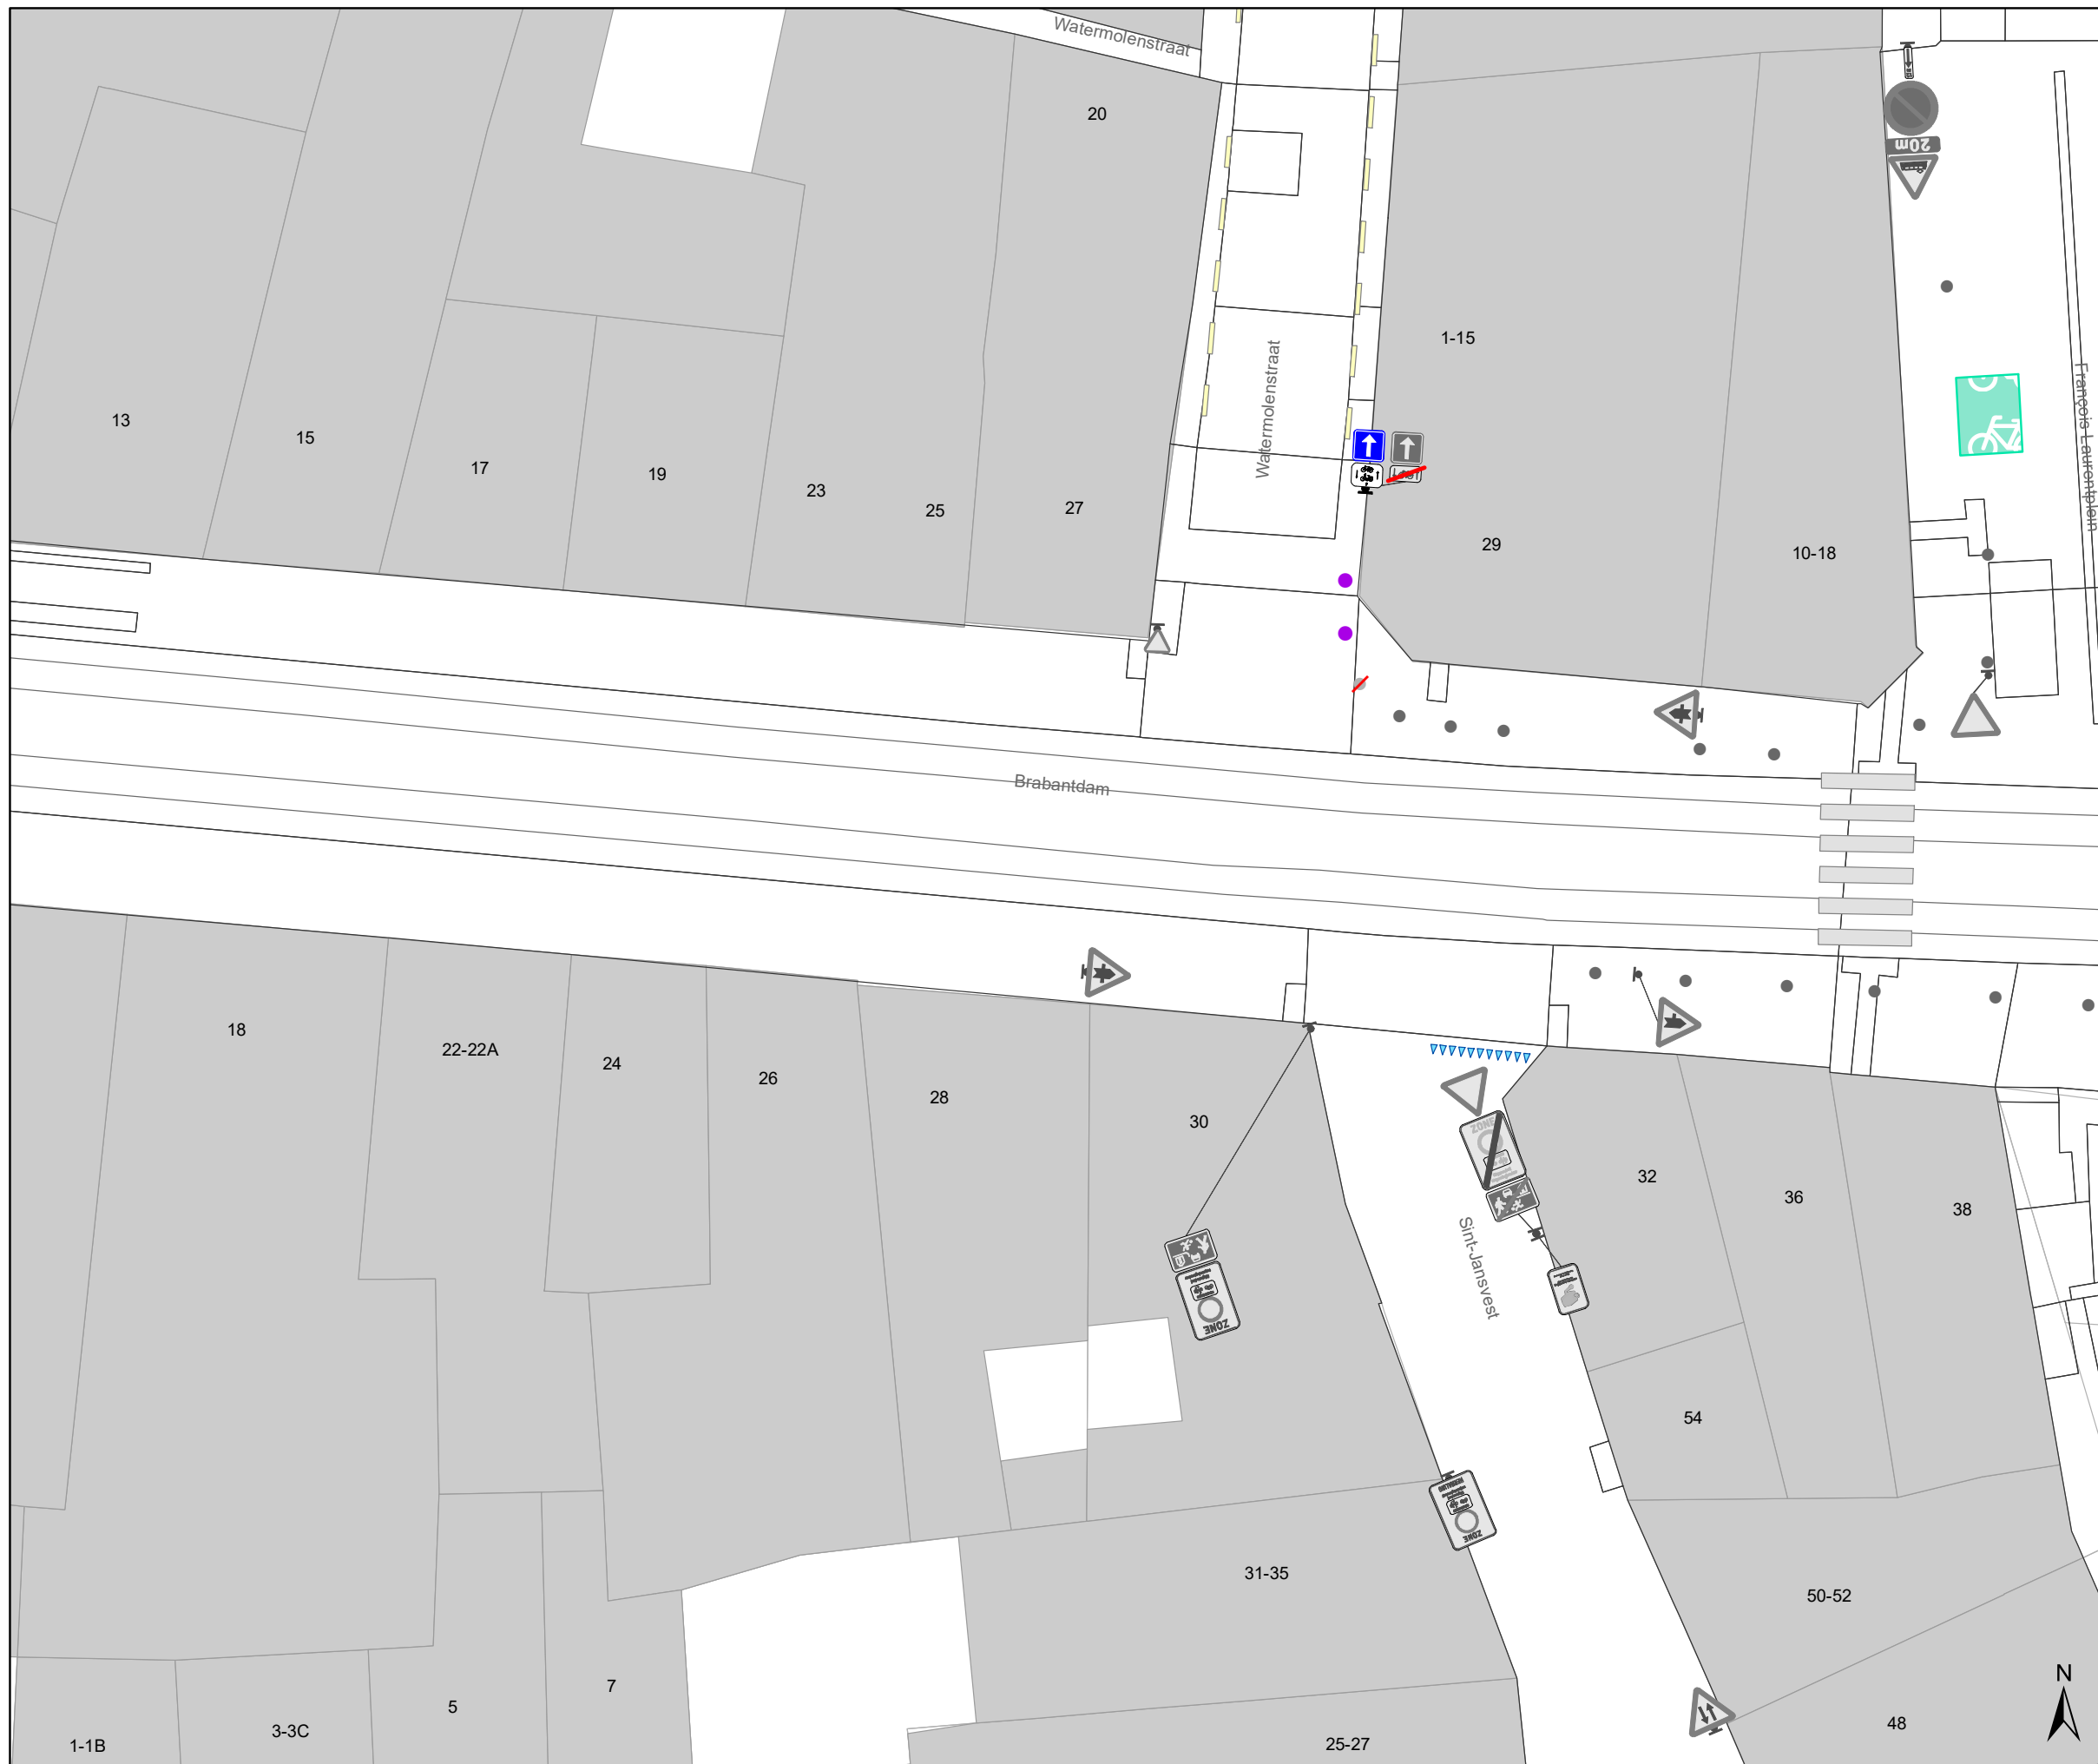 Watermolenstraat
20
20m
1-15
Watermolenstraat
François Laurentplein
13
15
17
19
23
25
27
29
10-18
Brabantdam
18
22-22A
24
26
28
30
ZONE
32
36
38
Sint-Jansvest
ZONE
54
ZONE
31-35
50-52
N
7
5
3-3C
1-1B
25-27
48